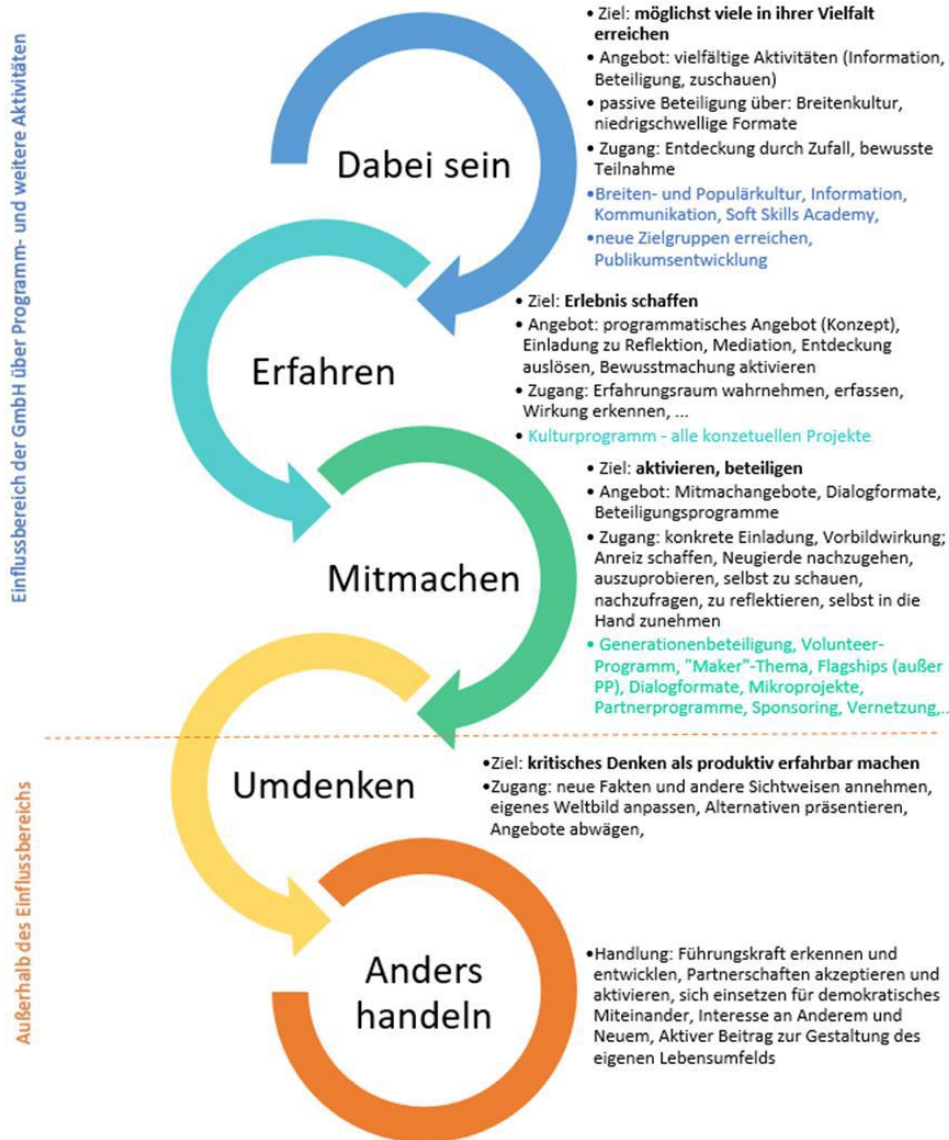 Einflussbereich der GmbH über Programm- und weitere Aktivitäten
Dabei sein
• Ziel: möglichst viele in ihrer Vielfalt
erreichen
• Angebot: vielfältige Aktivitäten (Information,
Beteiligung, zuschauen)
• passive Beteiligung über: Breitenkultur,
niedrigschwellige Formate
• Zugang: Entdeckung durch Zufall, bewusste
Teilnahme
•Breiten- und Populärkultur, Information,
Kommunikation, Soft Skills Academy,
•neue Zielgruppen erreichen,
Publikumsentwicklung
Erfahren
• Ziel: Erlebnis schaffen
• Angebot: programmatisches Angebot (Konzept),
Einladung zu Reflektion, Mediation, Entdeckung
auslösen, Bewusstmachung aktivieren
• Zugang: Erfahrungsraum wahrnehmen, erfassen,
Wirkung erkennen, ...
• Kulturprogramm - alle konzetuellen Projekte
Mitmachen
• Ziel: aktivieren, beteiligen
• Angebot: Mitmachangebote, Dialogformate,
Beteiligungsprogramme
• Zugang: konkrete Einladung, Vorbildwirkung;
Anreiz schaffen, Neugierde nachzugehen,
auszuprobieren, selbst zu schauen,
nachzufragen, zu reflektieren, selbst in die
Hand zunehmen
• Generationenbeteiligung, Volunteer-
Programm, "Maker"-Thema, Flagships (außer
PP), Dialogformate, Mikroprojekte,
Partnerprogramme, Sponsoring, Vernetzung,..
Außerhalb des Einflussbereichs
Umdenken
•Ziel: kritisches Denken als produktiv erfahrbar machen
•Zugang: neue Fakten und andere Sichtweisen annehmen,
eigenes Weltbild anpassen, Alternativen präsentieren,
Angebote abwägen,
Anders
handeln
•Handlung: Führungskraft erkennen und
entwicklen, Partnerschaften akzeptieren und
aktivieren, sich einsetzen für demokratisches
Miteinander, Interesse an Anderem und
Neuem, Aktiver Beitrag zur Gestaltung des
eigenen Lebensumfelds